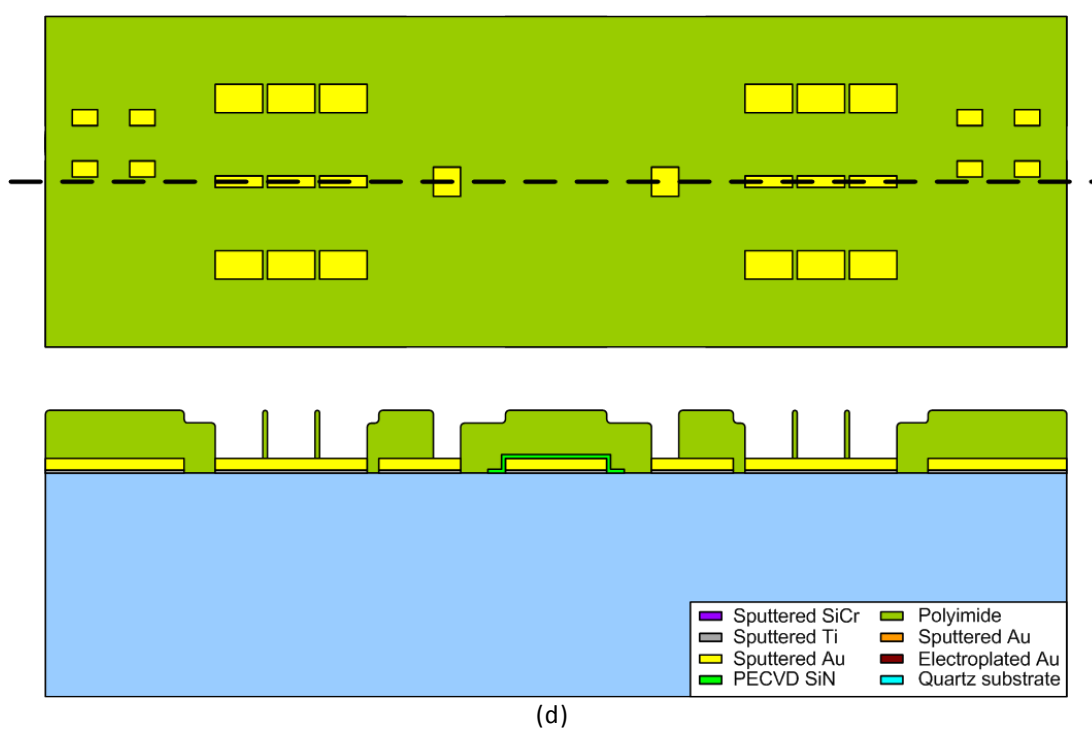 Sputtered SiCr
Sputtered Ti
Sputtered Au
PECVD SiN
Polyimide
Sputtered Au
Electroplated Au
Quartz substrate
(d)